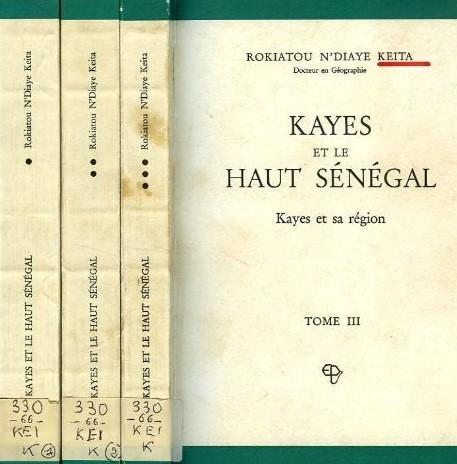 • Rokiatou N'Diaye Keita
KAYES ET LE HAUT SÉNÉGAL
330
-66-
KEI
K ①
•• Rokiatou N'Diaye Keita
KAYES ET LE HAUT SÉNÉGAL
330
-66-
KEI
K ②
••• Rokiatou N'Diaye Keita
KAYES ET LE HAUT SÉNÉGAL
330
-66-
KEI
K
ROKIATOU N'DIAYE KEITA
Docteur en Géographie
KAYES
ET LE
HAUT SÉNÉGAL
Kayes et sa région
TOME III